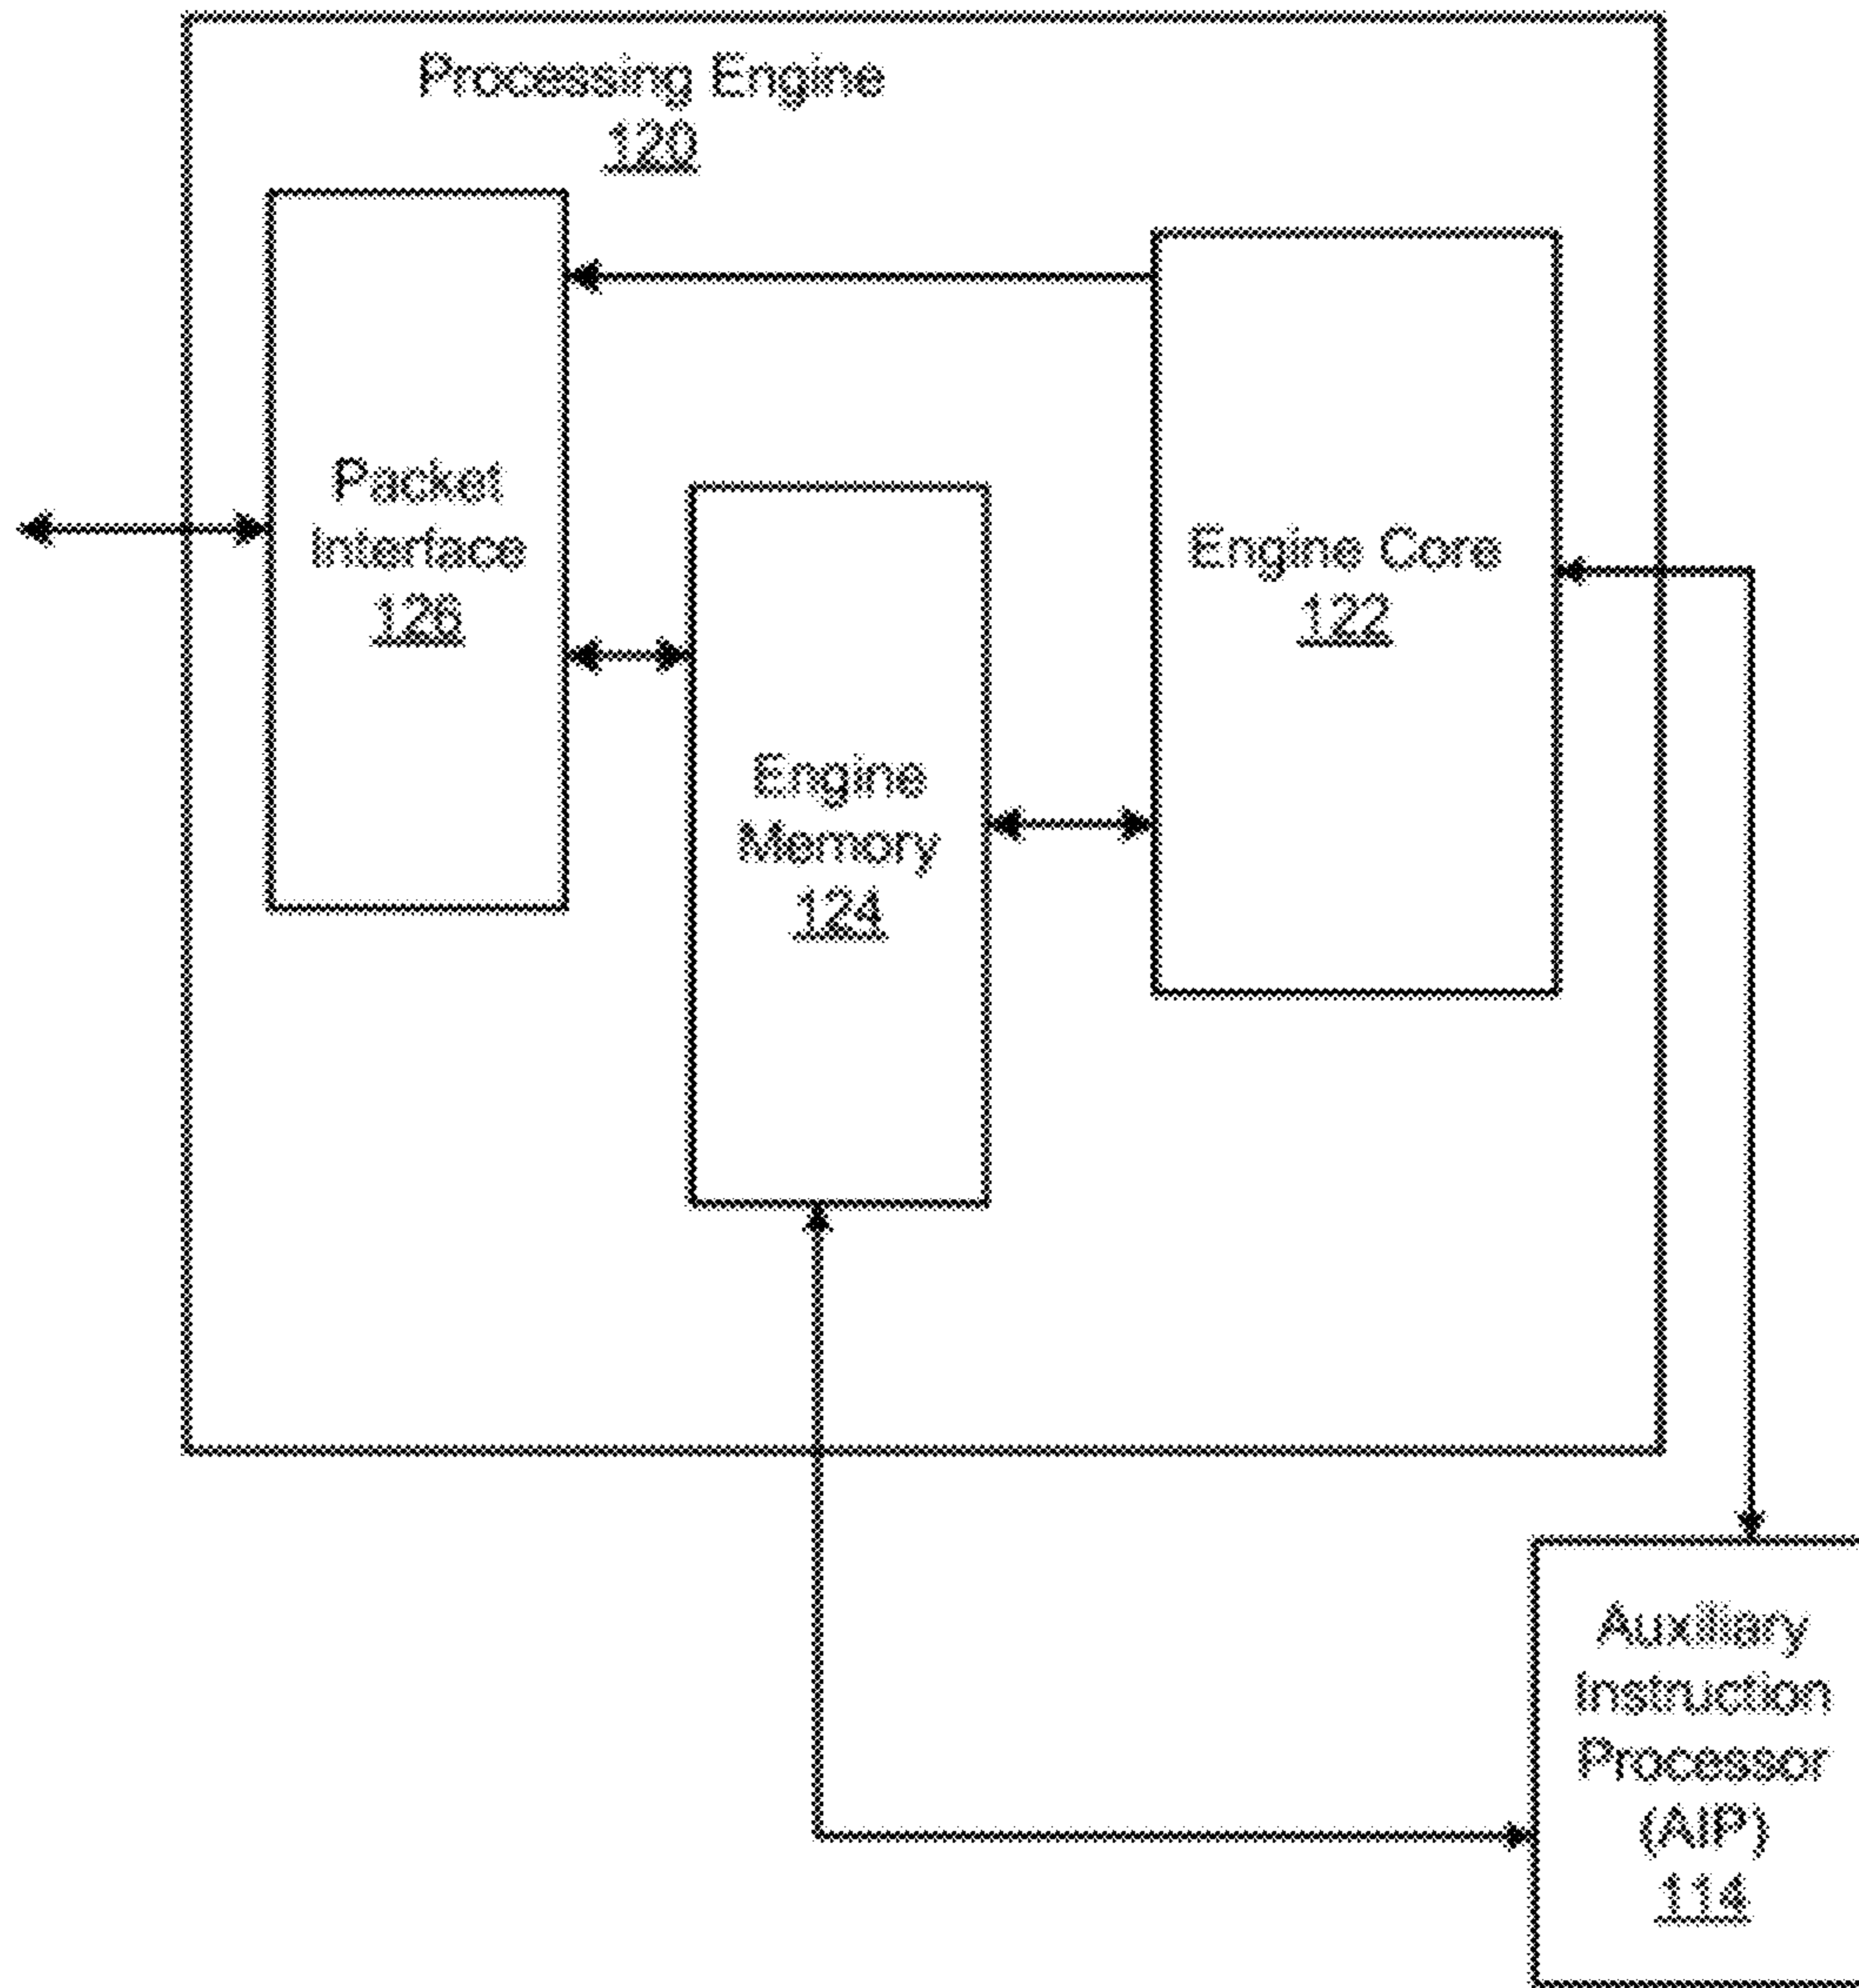 Processing Engine
120
Packet
Interface
126
Engine
Memory
124
Engine Core
122
Auxiliary
Instruction
Processor
(AIP)
114